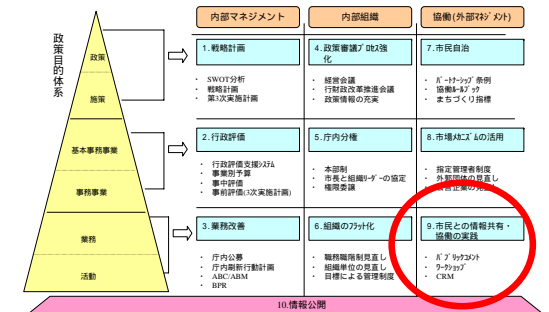 内部マネジメント
内部組織
協働(外部ﾏﾈｼﾞﾒﾝﾄ)
政策目的体系
政策
施策
基本事務事業
事務事業
業務
活動
1.戦略計画
・ SWOT分析
・ 戦略計画
・ 第3次実施計画
4.政策審議ﾌﾟﾛｾｽ強
化
・ 経営会議
・ 行財政改革推進会議
・ 政策情報の充実
7.市民自治
・ ﾊﾟｰﾄﾅｰｼｯﾌﾟ条例
・ 協働ﾙｰﾙﾌﾞｯｸ
・ まちづくり指標
2.行政評価
・ 行政評価支援ｼｽﾃﾑ
・ 事業別予算
・ 事中評価
・ 事前評価(3次実施計画)
5.庁内分権
・ 本部制
・ 市長と組織ﾘｰﾀﾞｰの協定
・ 権限委譲
8.市場ﾒｶﾆｽﾞﾑの活用
・ 指定管理者制度
・ 外郭団体の見直し
の見直し
3.業務改善
・ 庁内公募
・ 庁内刷新行動計画
・ ABC/ABM
・ BPR
6.組織のﾌﾗｯﾄ化
・ 職務職階制見直し
・ 組織単位の見直し
・ 目標による管理制度
9.市民との情報共有・
協働の実践
・ ﾊﾟﾌﾞﾘｯｸｺﾒﾝﾄ
・ ﾜｰｸｼｮｯﾌﾟ
・ CRM
10.情報公開